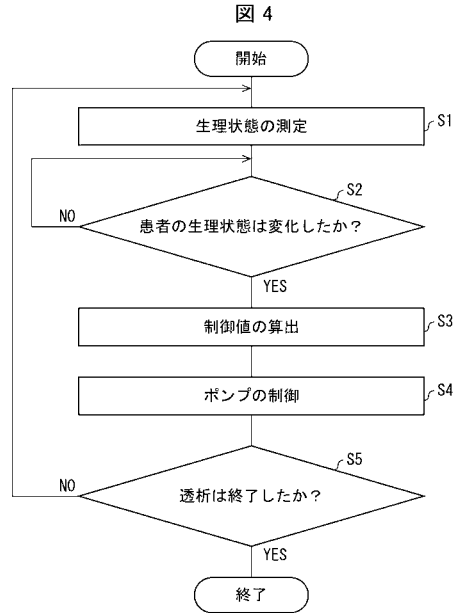 図 4
開始
生理状態の測定
S1
S2
患者の生理状態は変化したか？
NO
YES
制御値の算出
S3
ポンプの制御
S4
S5
透析は終了したか？
NO
YES
終了